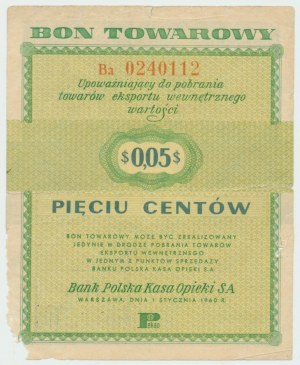 BON TOWAROWY
Ba 0240112
Upoważniający do pobrania
towarów eksportu wewnętrznego
wartości
$0,05$
PIĘCIU CENTÓW
BON TOWAROWY MOŻE BYĆ ZREALIZOWANY
JEDYNIE W DRODZE POBRANIA TOWARÓW
EKSPORTU WEWNĘTRZNEGO
W JEDNYM Z PUNKTÓW SPRZEDAŻY
BANKU POLSKA KASA OPIEKI S.A.
Bank Polska Kasa Opieki SA
WARSZAWA, DNIA 1 STYCZNIA 1960 R.